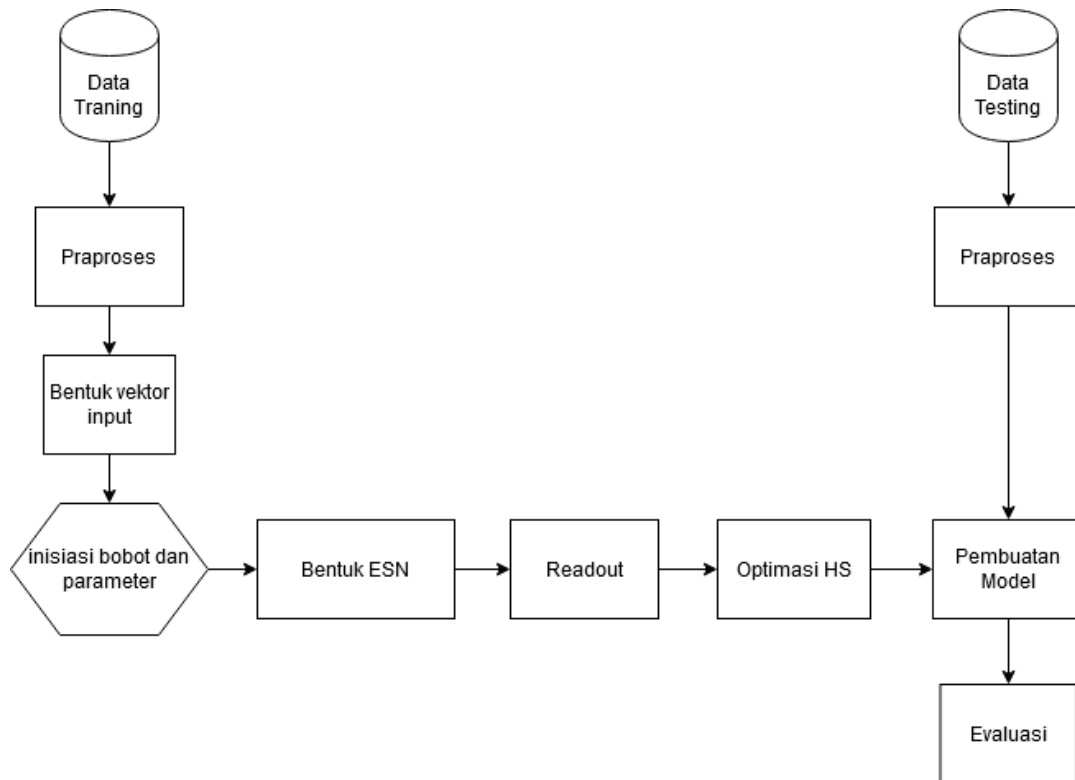 Data
Traning
Data
Testing
Praproses
Praproses
Bentuk vektor
input
inisiasi bobot dan
parameter
Bentuk ESN
Readout
Optimasi HS
Pembuatan
Model
Evaluasi